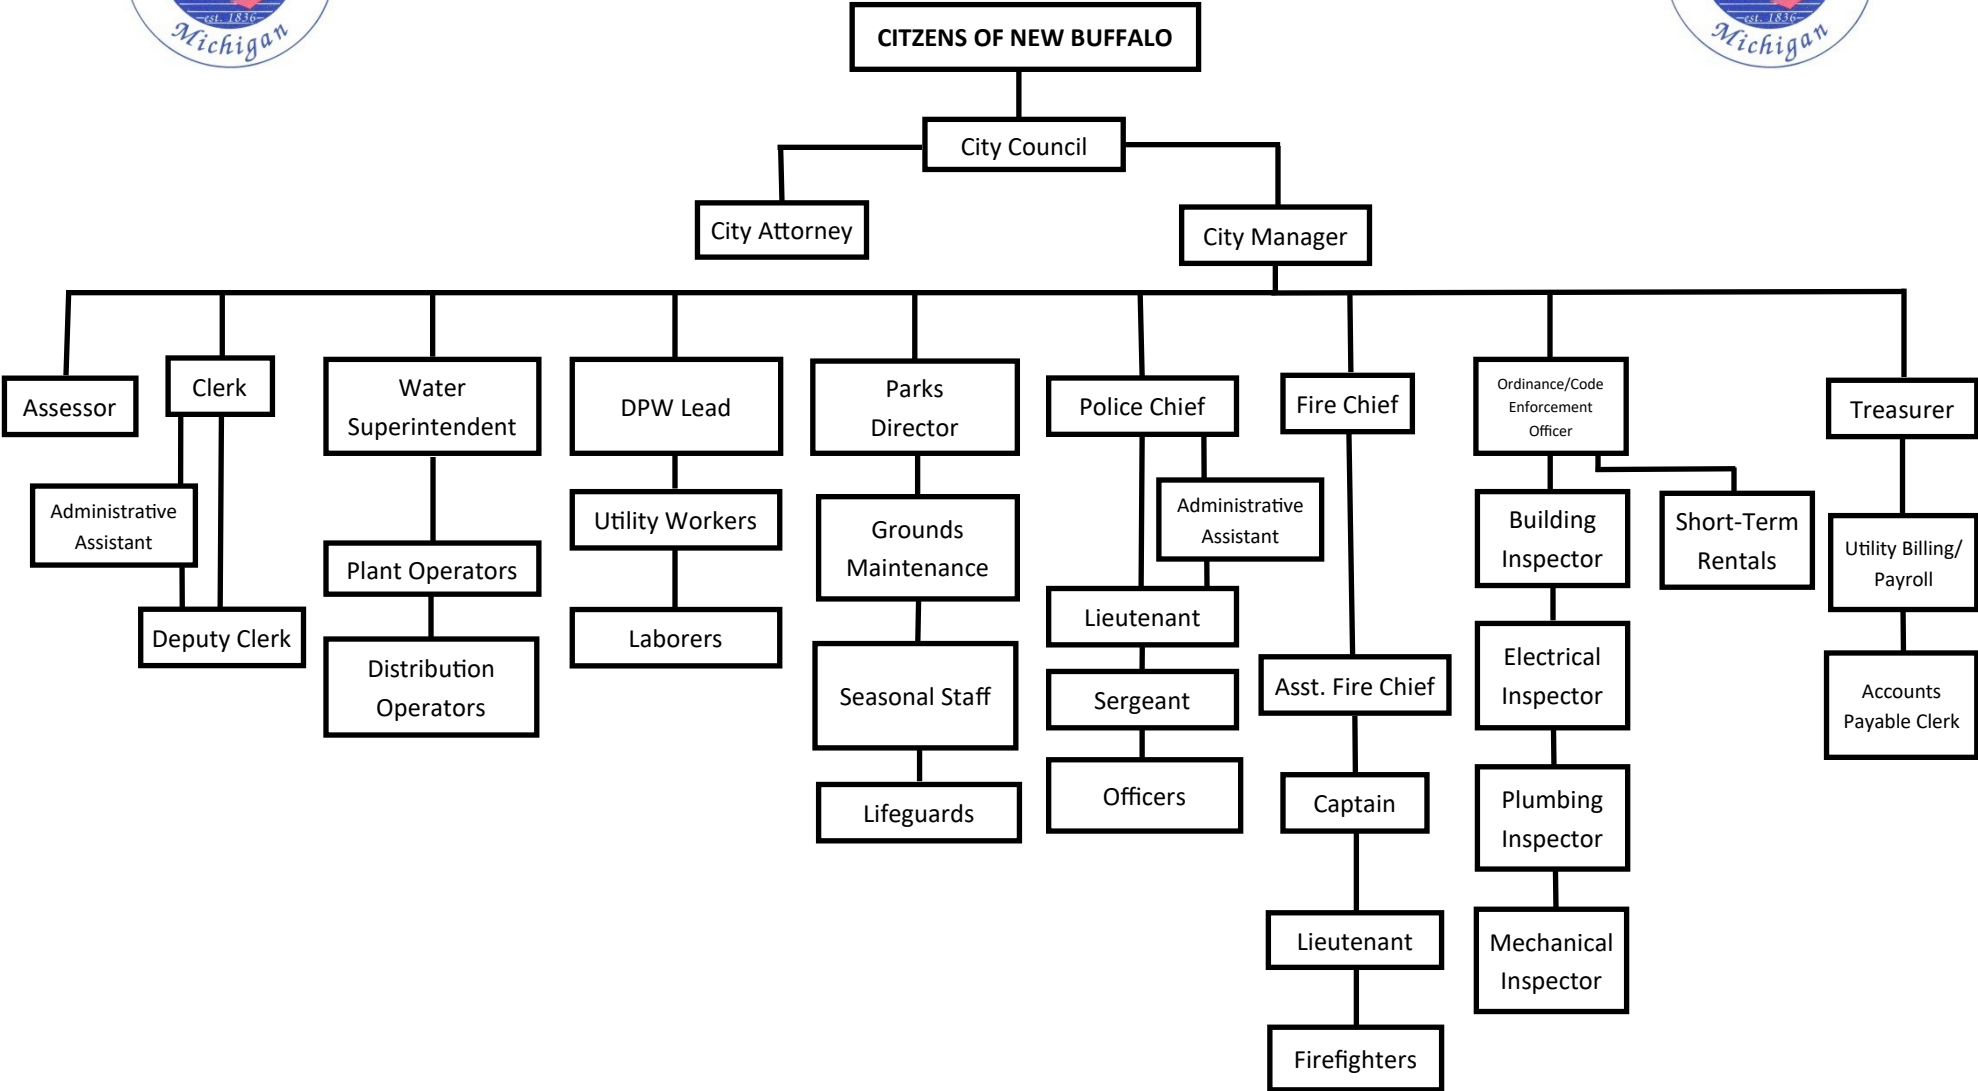 est. 1836
Michigan
est. 1836
Michigan
CITZENS OF NEW BUFFALO
City Council
City Attorney
City Manager
Assessor
Clerk
Administrative
Assistant
Deputy Clerk
Water
Superintendent
Plant Operators
Distribution
Operators
DPW Lead
Utility Workers
Laborers
Parks
Director
Grounds
Maintenance
Seasonal Staff
Lifeguards
Police Chief
Administrative
Assistant
Lieutenant
Sergeant
Officers
Fire Chief
Asst. Fire Chief
Captain
Lieutenant
Firefighters
Ordinance/Code
Enforcement
Officer
Building
Inspector
Short-Term
Rentals
Electrical
Inspector
Plumbing
Inspector
Mechanical
Inspector
Treasurer
Utility Billing/
Payroll
Accounts
Payable Clerk